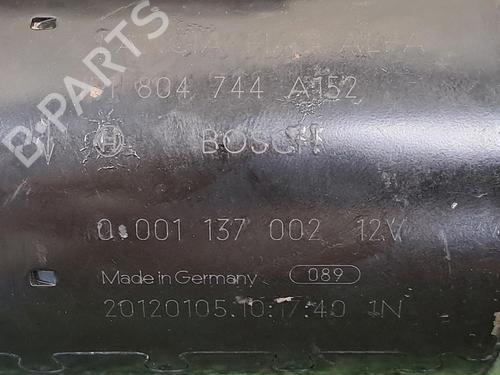 B-PARTS
51 804 744 A152
BOSCH
0 001 137 002 12V
Made in Germany 089
20120105.10:17:40 1N